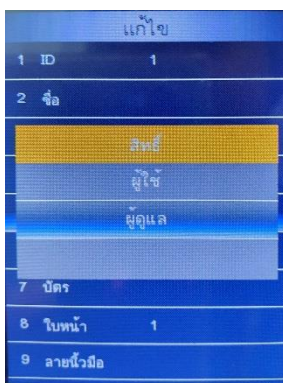 แก้ไข
1 ID 1
2 ชื่อ
สิทธิ์
ผู้ใช้
ผู้ดูแล
7 บัตร
8 ใบหน้า 1
9 ลายนิ้วมือ